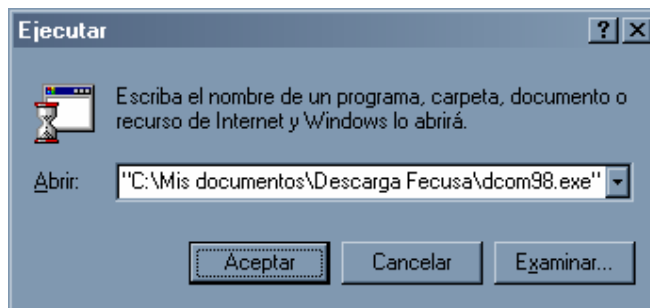 Ejecutar
Escriba el nombre de un programa, carpeta, documento o
recurso de Internet y Windows lo abrirá.
Abrir: "C:\Mis documentos\Descarga Fecusa\dcom98.exe"
Aceptar Cancelar Examinar...